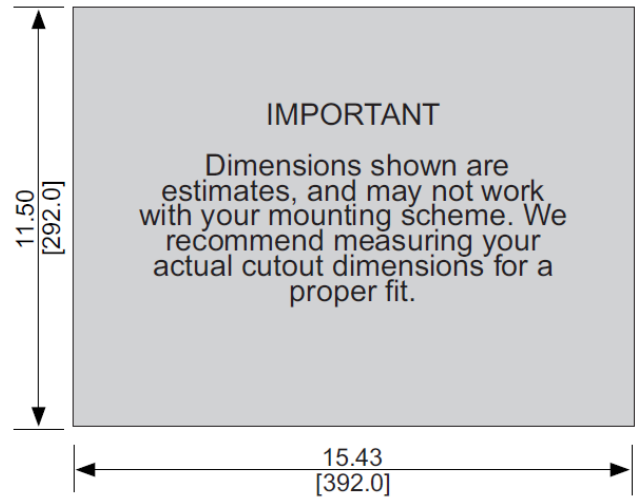 IMPORTANT
Dimensions shown are
estimates, and may not work
with your mounting scheme. We
recommend measuring your
actual cutout dimensions for a
proper fit.
11.50
[292.0]
15.43
[392.0]